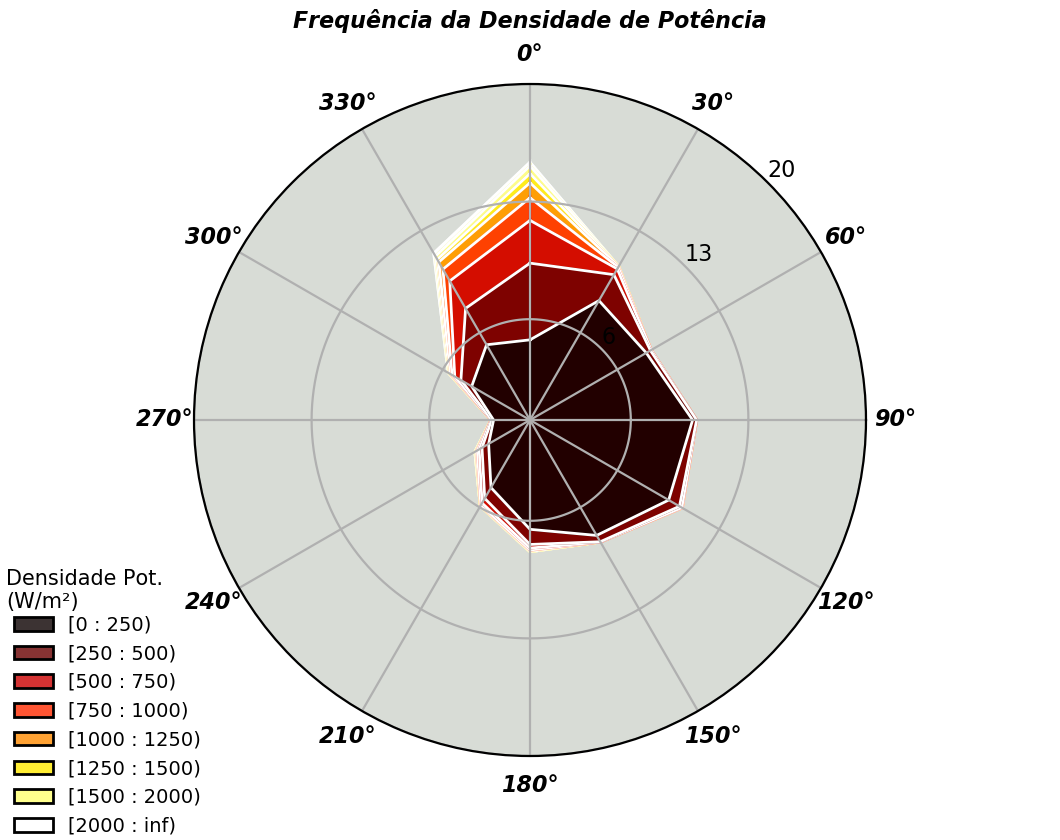 Frequência da Densidade de Potência
0°
330°
30°
20
300°
60°
13
6
270°
90°
240°
120°
210°
150°
180°
Densidade Pot.
(W/m²)
[0 : 250)
[250 : 500)
[500 : 750)
[750 : 1000)
[1000 : 1250)
[1250 : 1500)
[1500 : 2000)
[2000 : inf)